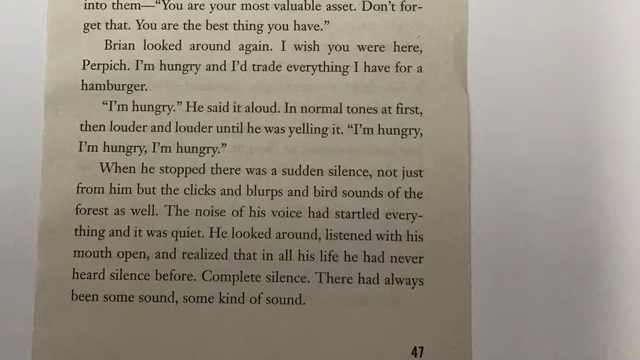 into them—“You are your most valuable asset. Don’t for-
get that. You are the best thing you have.”
Brian looked around again. I wish you were here,
Perpich. I’m hungry and I’d trade everything I have for a
hamburger.
“I’m hungry.” He said it aloud. In normal tones at first,
then louder and louder until he was yelling it. “I’m hungry,
I’m hungry, I’m hungry.”
When he stopped there was a sudden silence, not just
from him but the clicks and blurps and bird sounds of the
forest as well. The noise of his voice had startled every-
thing and it was quiet. He looked around, listened with his
mouth open, and realized that in all his life he had never
heard silence before. Complete silence. There had always
been some sound, some kind of sound.
47